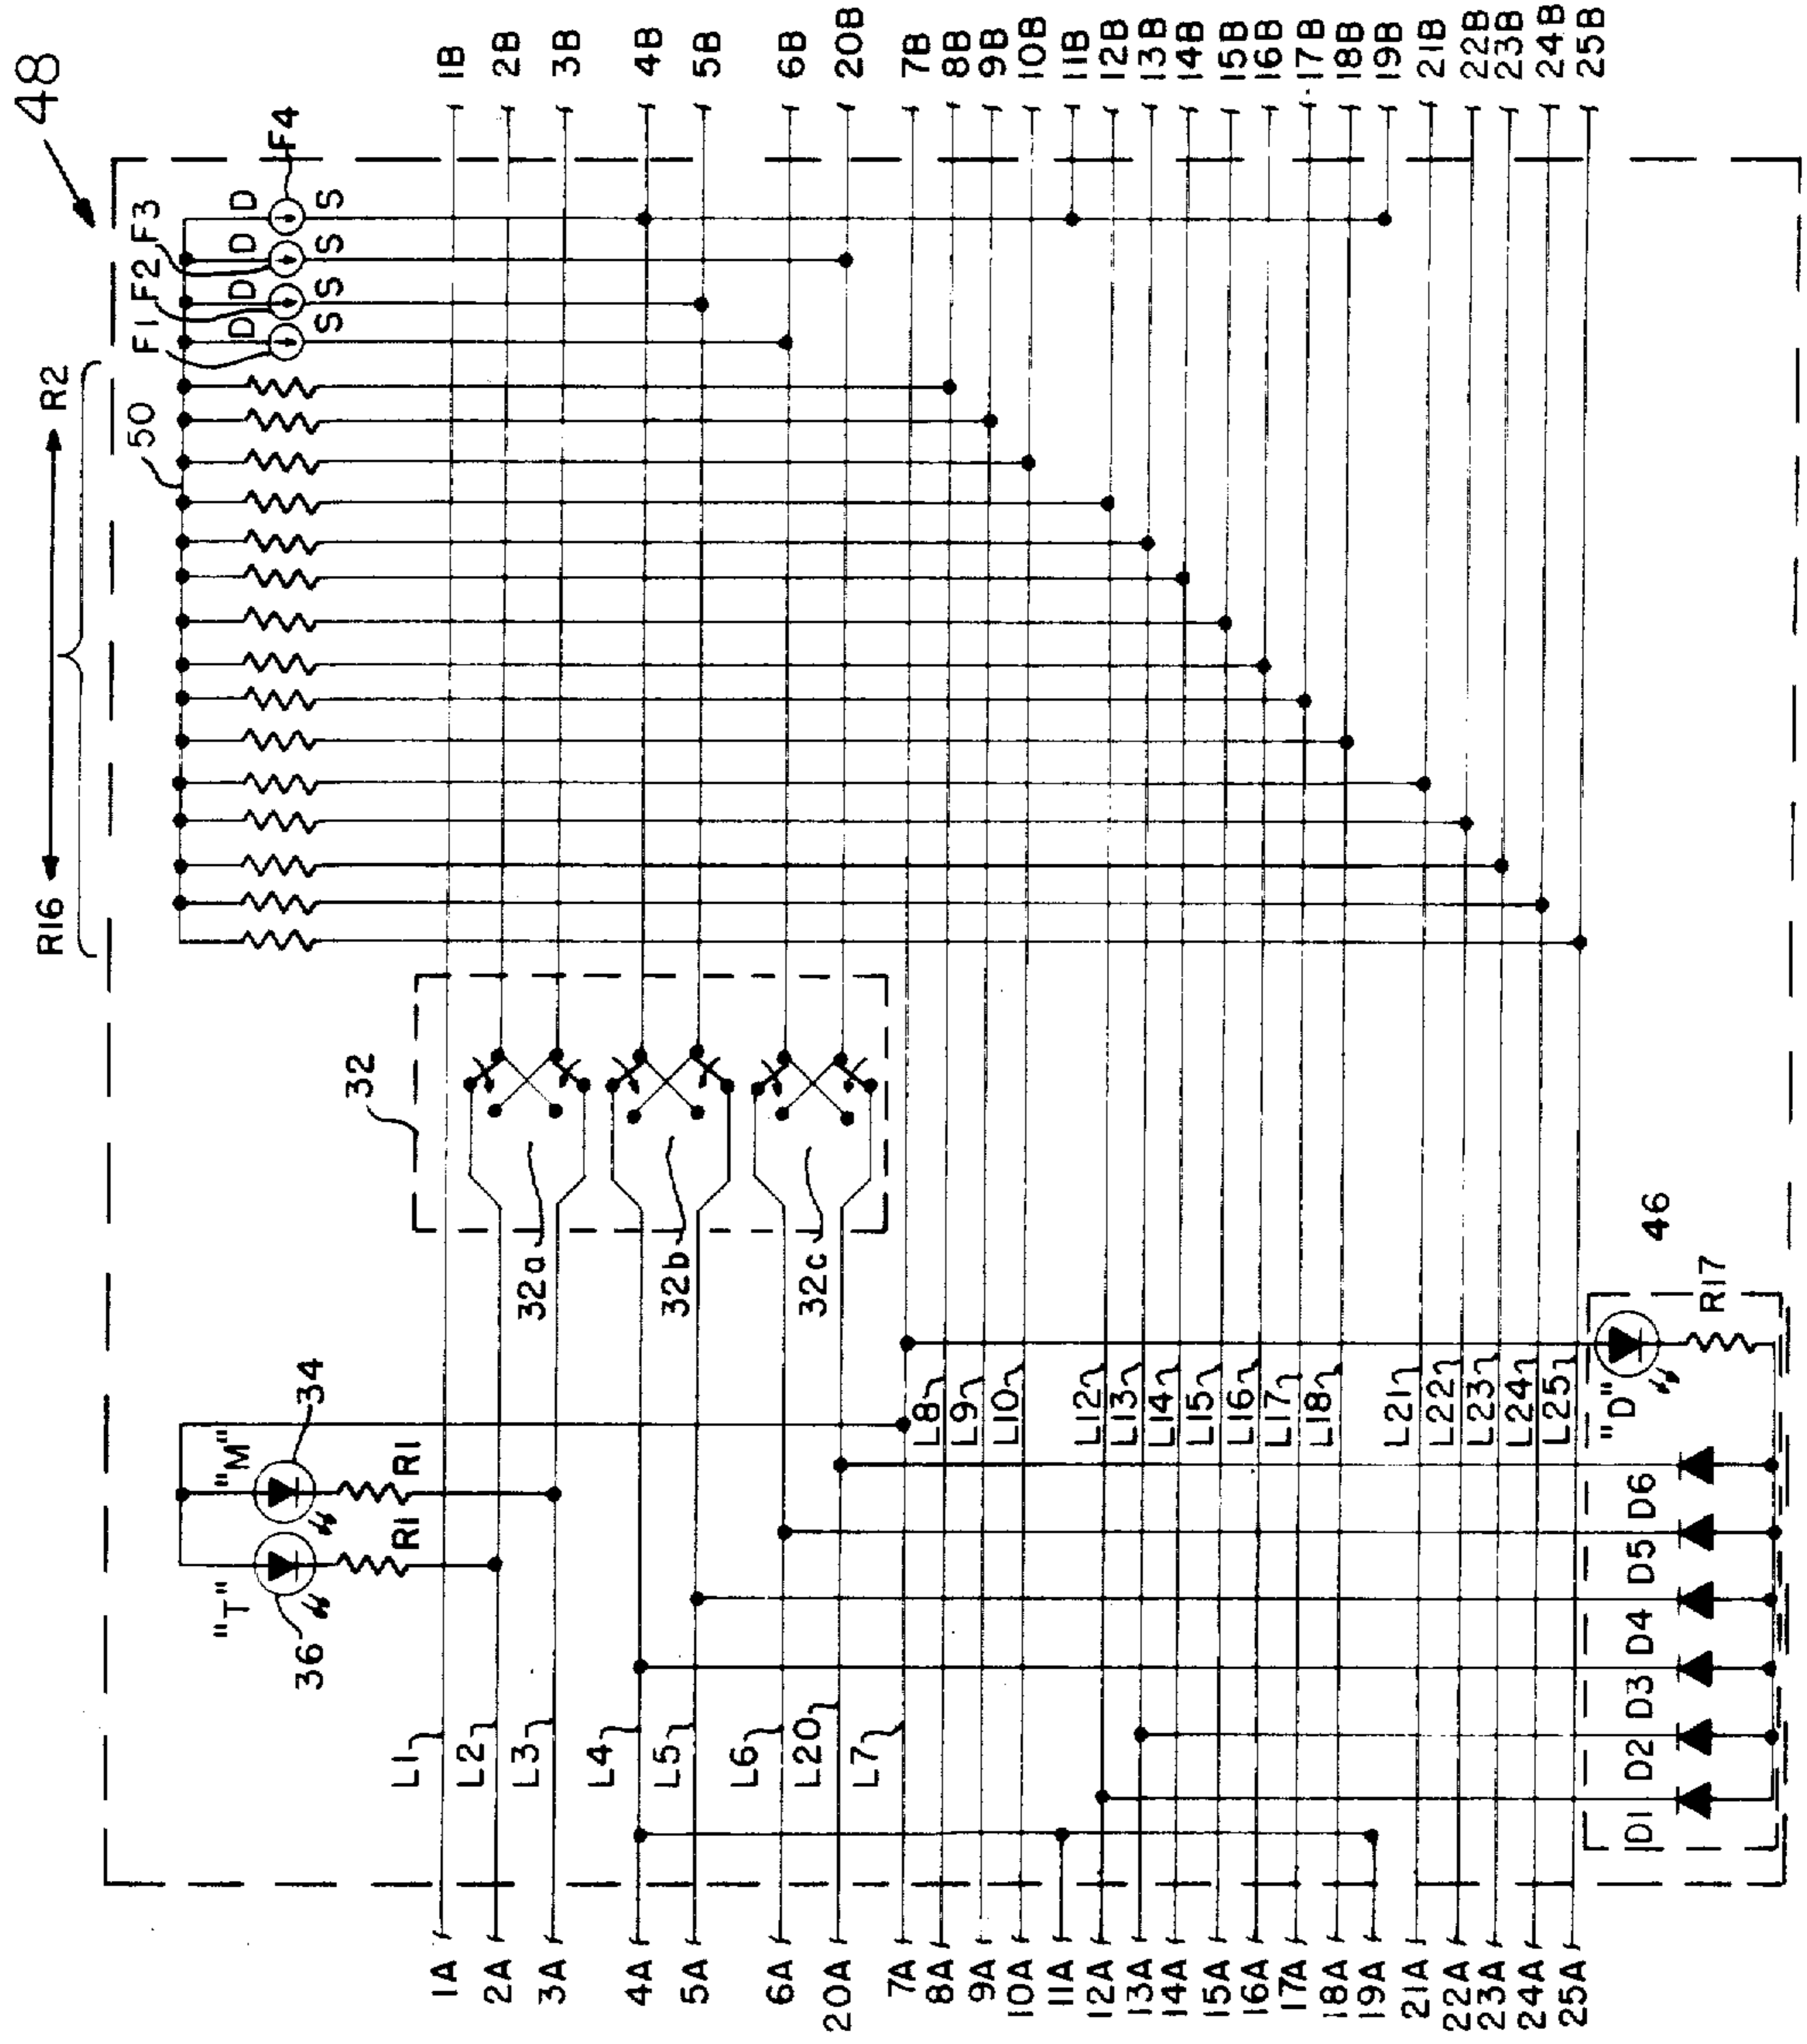 48
R16 R2
50
F1 F2 F3 F4
D D D D
S S S S
"T" "M"
36 34
R1 R1
32
32a
32b
32c
L1
L2
L3
L4
L5
L6
L20
L7
L8
L9
L10
L12
L13
L14
L15
L16
L17
L18
L21
L22
L23
L24
L25
1A 1B
2A 2B
3A 3B
4A 4B
5A 5B
6A 6B
20A 20B
7A 7B
8A 8B
9A 9B
10A 10B
11A 11B
12A 12B
13A 13B
14A 14B
15A 15B
16A 16B
17A 17B
18A 18B
19A 19B
21A 21B
22A 22B
23A 23B
24A 24B
25A 25B
D1 D2 D3 D4 D5 D6 "D" R17
46